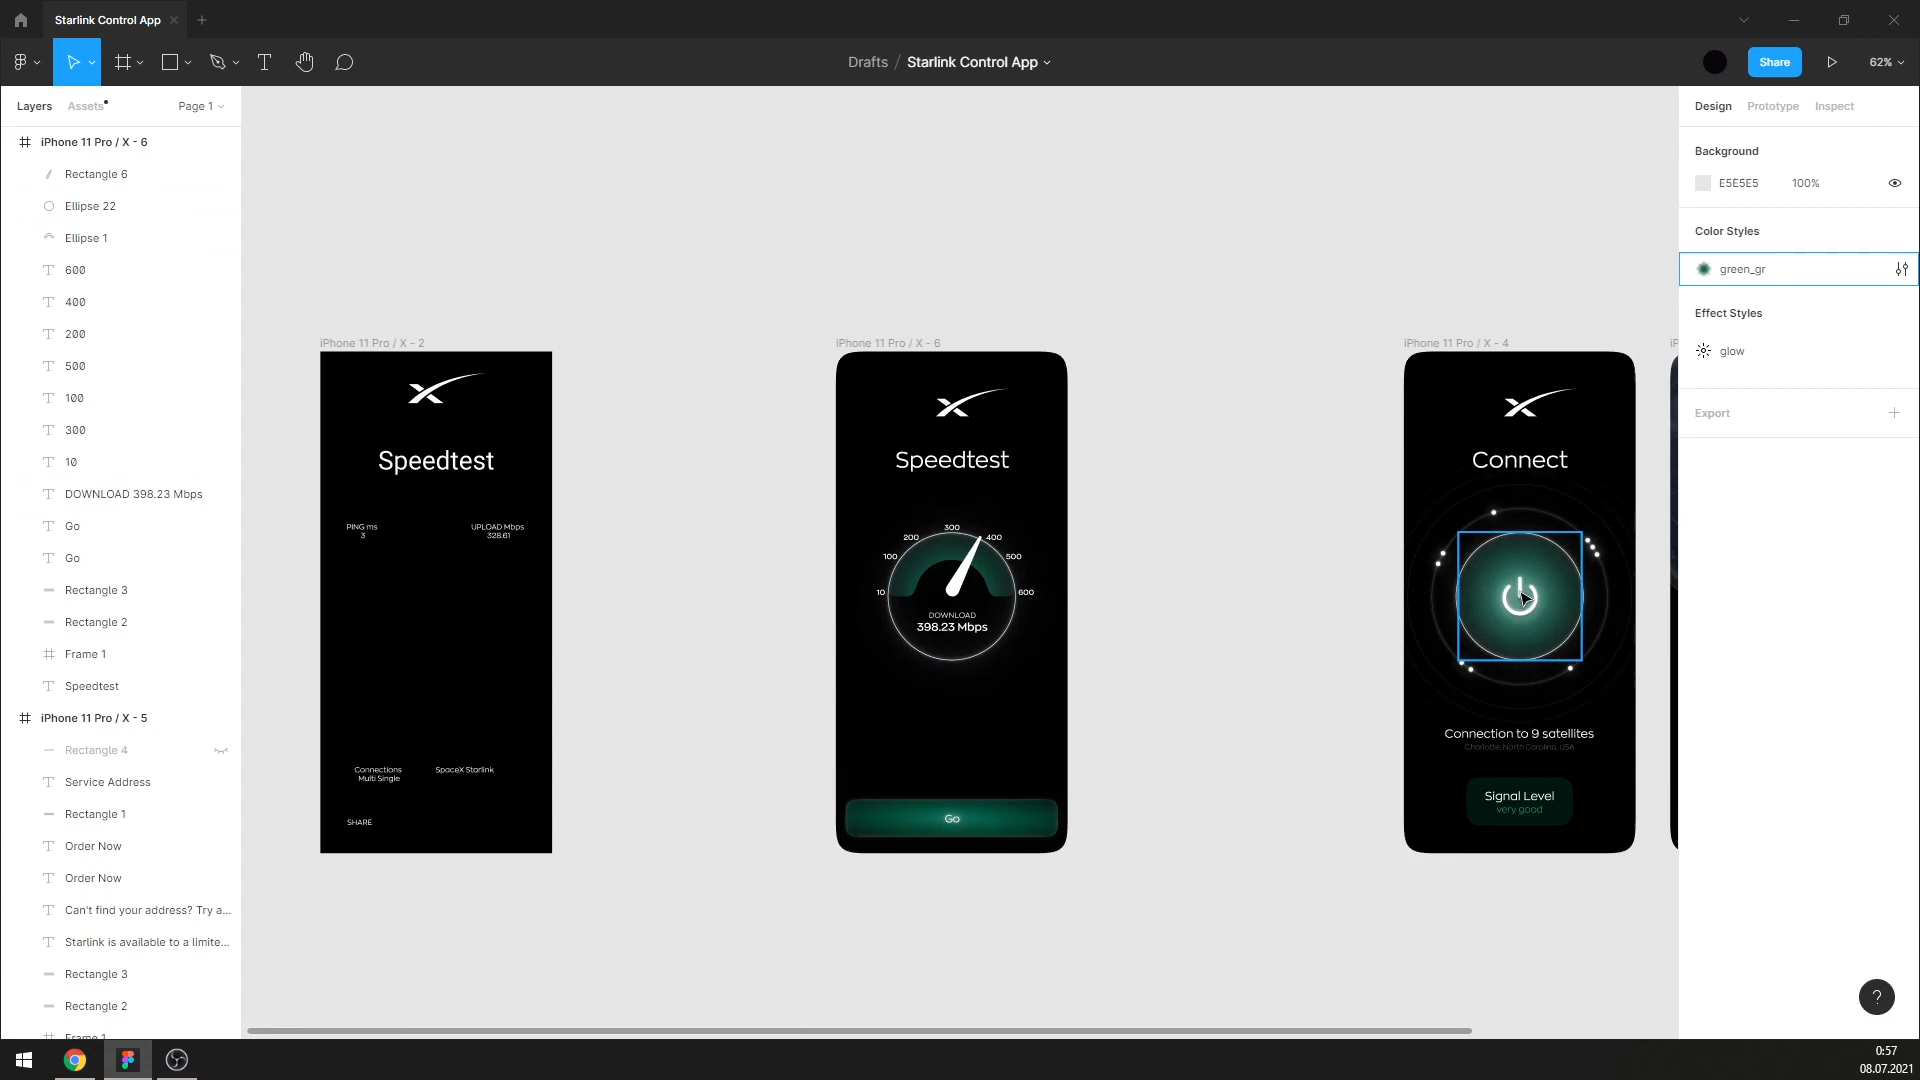 Starlink Control App
Drafts / Starlink Control App
Share
62%
Layers
Assets
Page 1
iPhone 11 Pro / X - 6
Rectangle 6
Ellipse 22
Ellipse 1
600
400
200
500
100
300
10
DOWNLOAD 398.23 Mbps
Go
Go
Rectangle 3
Rectangle 2
Frame 1
Speedtest
iPhone 11 Pro / X - 5
Rectangle 4
Service Address
Rectangle 1
Order Now
Order Now
Can't find your address? Try a...
Starlink is available to a limite...
Rectangle 3
Rectangle 2
Frame 1
iPhone 11 Pro / X - 2
Speedtest
PING ms
3
UPLOAD Mbps
328.61
Connections
Multi Single
SpaceX Starlink
SHARE
iPhone 11 Pro / X - 6
Speedtest
300
200
400
100
500
10
600
DOWNLOAD
398.23 Mbps
Go
iPhone 11 Pro / X - 4
Connect
Connection to 9 satellites
Charlotte, North Carolina, USA
Signal Level
very good
Design
Prototype
Inspect
Background
E5E5E5
100%
Color Styles
green_gr
Effect Styles
glow
Export
?
0:57
08.07.2021